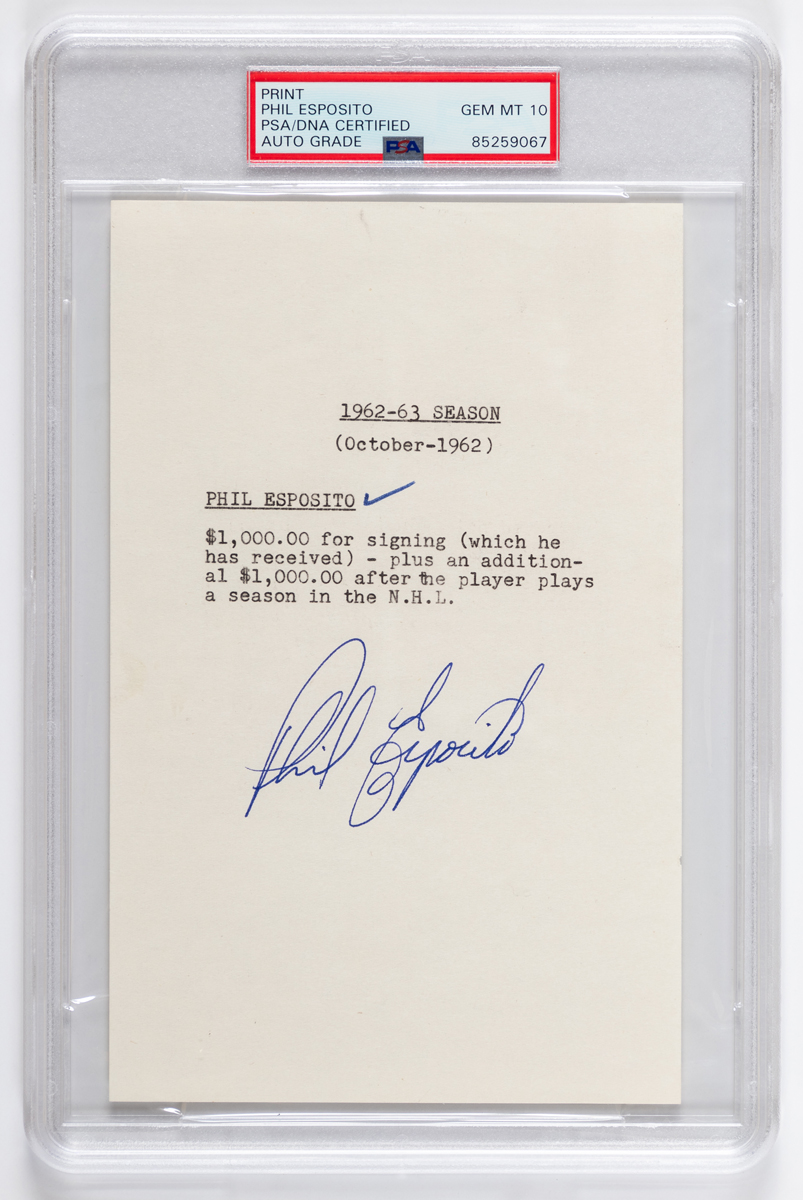 PRINT
PHIL ESPOSITO GEM MT 10
PSA/DNA CERTIFIED
AUTO GRADE PSA 85259067
1962-63 SEASON
(October-1962)
PHIL ESPOSITO
$1,000.00 for signing (which he
has received) - plus an addition-
al $1,000.00 after the player plays
a season in the N.H.L.
Phil Esposito